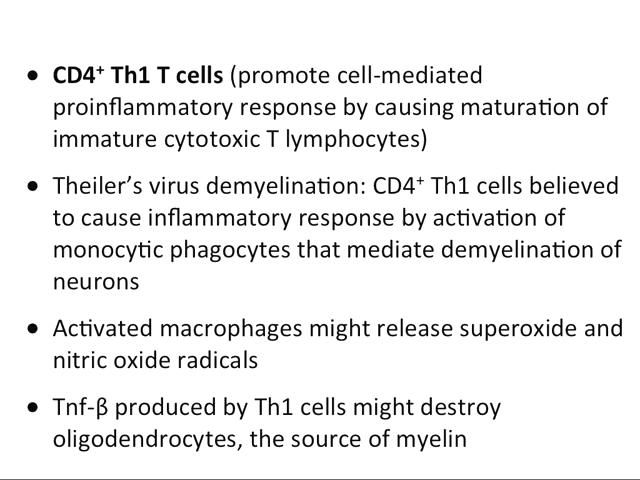 • CD4⁺ Th1 T cells (promote cell-mediated
proinflammatory response by causing maturation of
immature cytotoxic T lymphocytes)
• Theiler’s virus demyelination: CD4⁺ Th1 cells believed
to cause inflammatory response by activation of
monocytic phagocytes that mediate demyelination of
neurons
• Activated macrophages might release superoxide and
nitric oxide radicals
• Tnf-β produced by Th1 cells might destroy
oligodendrocytes, the source of myelin